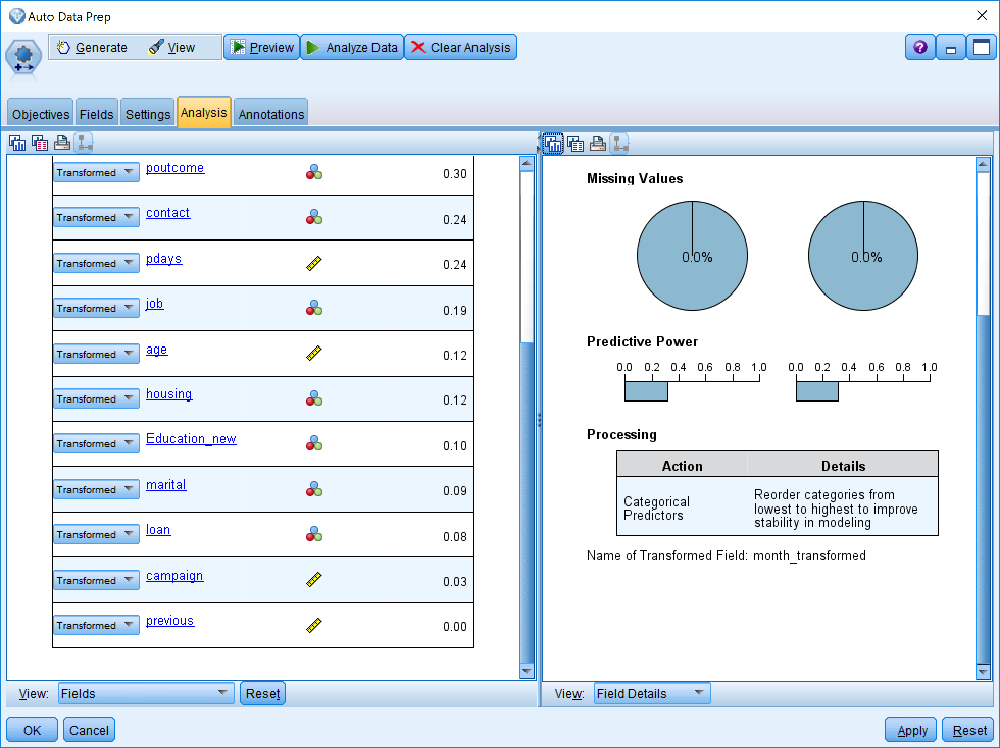 Auto Data Prep
Generate View Preview Analyze Data Clear Analysis ?
Objectives Fields Settings Analysis Annotations
Transformed poutcome 0.30
Transformed contact 0.24
Transformed pdays 0.24
Transformed job 0.19
Transformed age 0.12
Transformed housing 0.12
Transformed Education_new 0.10
Transformed marital 0.09
Transformed loan 0.08
Transformed campaign 0.03
Transformed previous 0.00
View: Fields Reset
Missing Values
0.0% 0.0%
Predictive Power
0.0 0.2 0.4 0.6 0.8 1.0 0.0 0.2 0.4 0.6 0.8 1.0
Processing
Action Details
Categorical
Predictors
Reorder categories from
lowest to highest to improve
stability in modeling
Name of Transformed Field: month_transformed
View: Field Details
OK Cancel Apply Reset